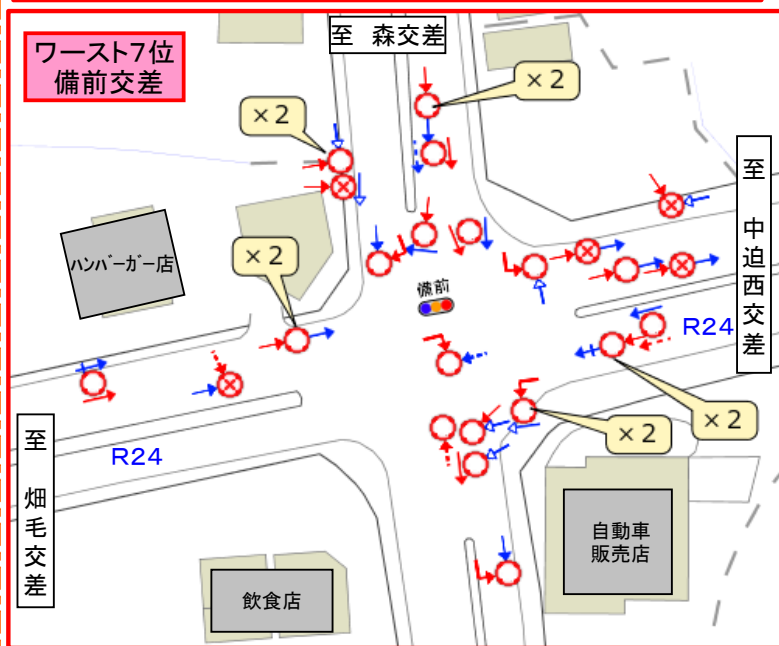 ワースト7位
備前交差
至 森交差
×2
×2
ハンバーガー店
×2
備前
至 中迫西交差
R24
×2
×2
R24
至 畑毛交差
自動車
販売店
飲食店